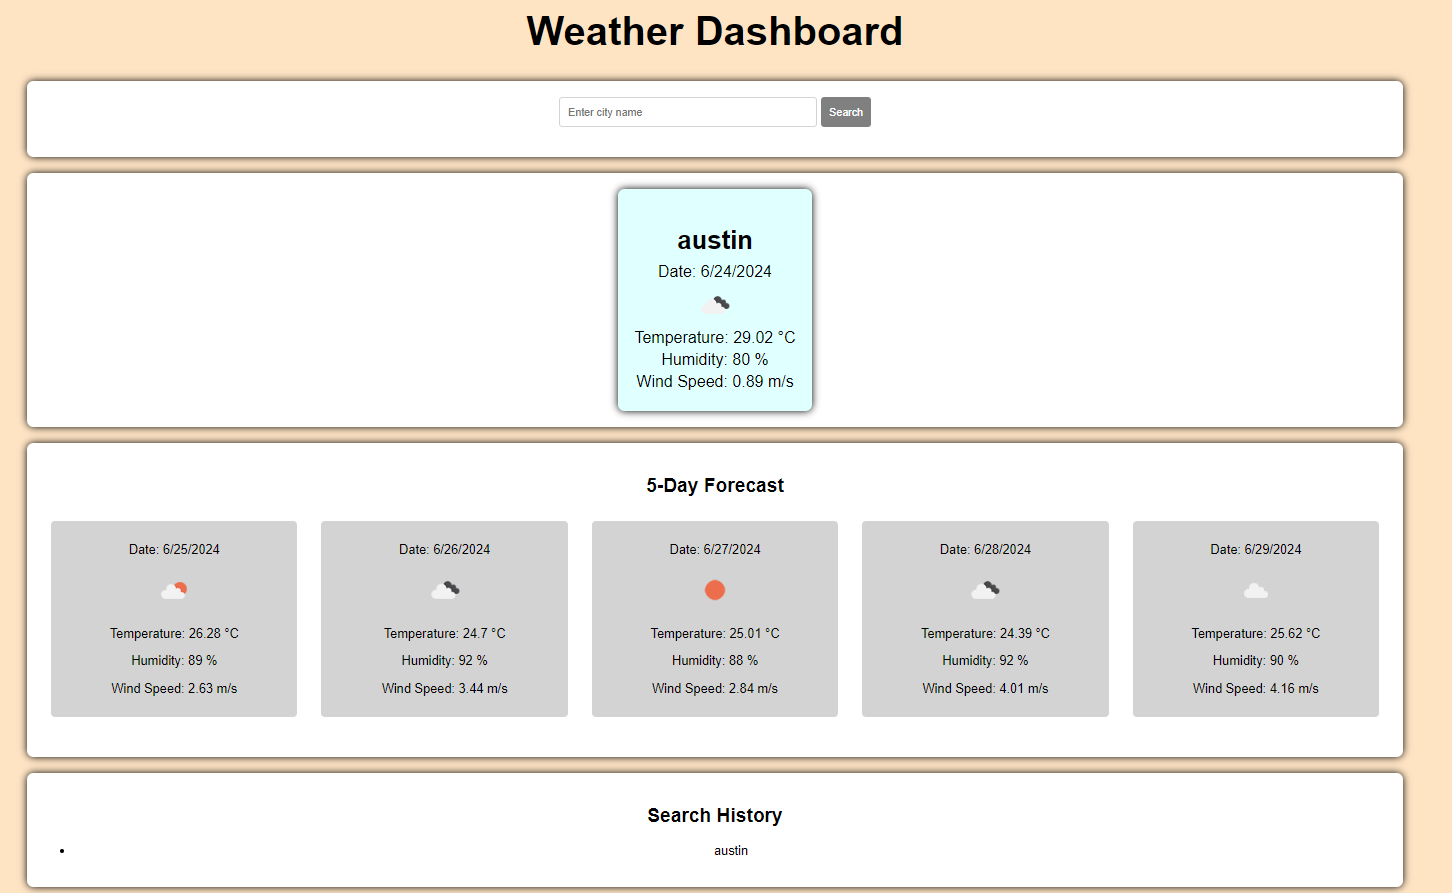 Weather Dashboard
Enter city name Search
austin
Date: 6/24/2024
Temperature: 29.02 °C
Humidity: 80 %
Wind Speed: 0.89 m/s
5-Day Forecast
Date: 6/25/2024
Temperature: 26.28 °C
Humidity: 89 %
Wind Speed: 2.63 m/s
Date: 6/26/2024
Temperature: 24.7 °C
Humidity: 92 %
Wind Speed: 3.44 m/s
Date: 6/27/2024
Temperature: 25.01 °C
Humidity: 88 %
Wind Speed: 2.84 m/s
Date: 6/28/2024
Temperature: 24.39 °C
Humidity: 92 %
Wind Speed: 4.01 m/s
Date: 6/29/2024
Temperature: 25.62 °C
Humidity: 90 %
Wind Speed: 4.16 m/s
Search History
• austin